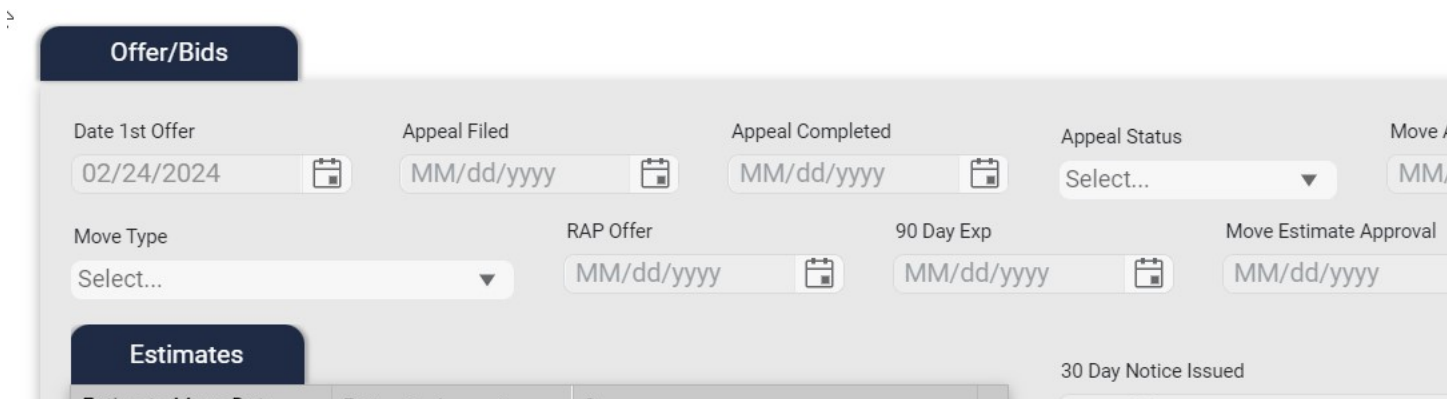 Offer/Bids
Date 1st Offer Appeal Filed Appeal Completed Appeal Status Move
02/24/2024 MM/dd/yyyy MM/dd/yyyy Select... MM/
Move Type RAP Offer 90 Day Exp Move Estimate Approval
Select... MM/dd/yyyy MM/dd/yyyy MM/dd/yyyy
Estimates
30 Day Notice Issued